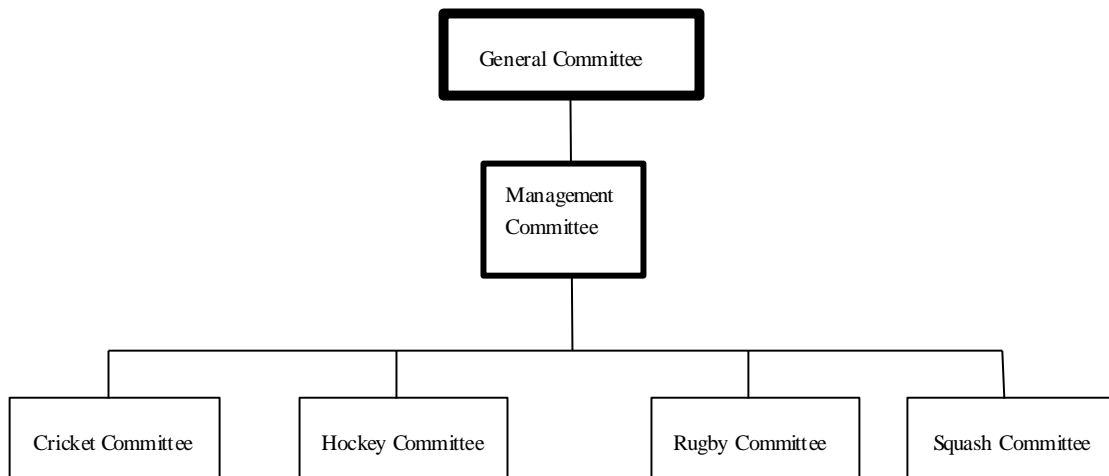 General Committee
Management
Committee
Cricket Committee
Hockey Committee
Rugby Committee
Squash Committee